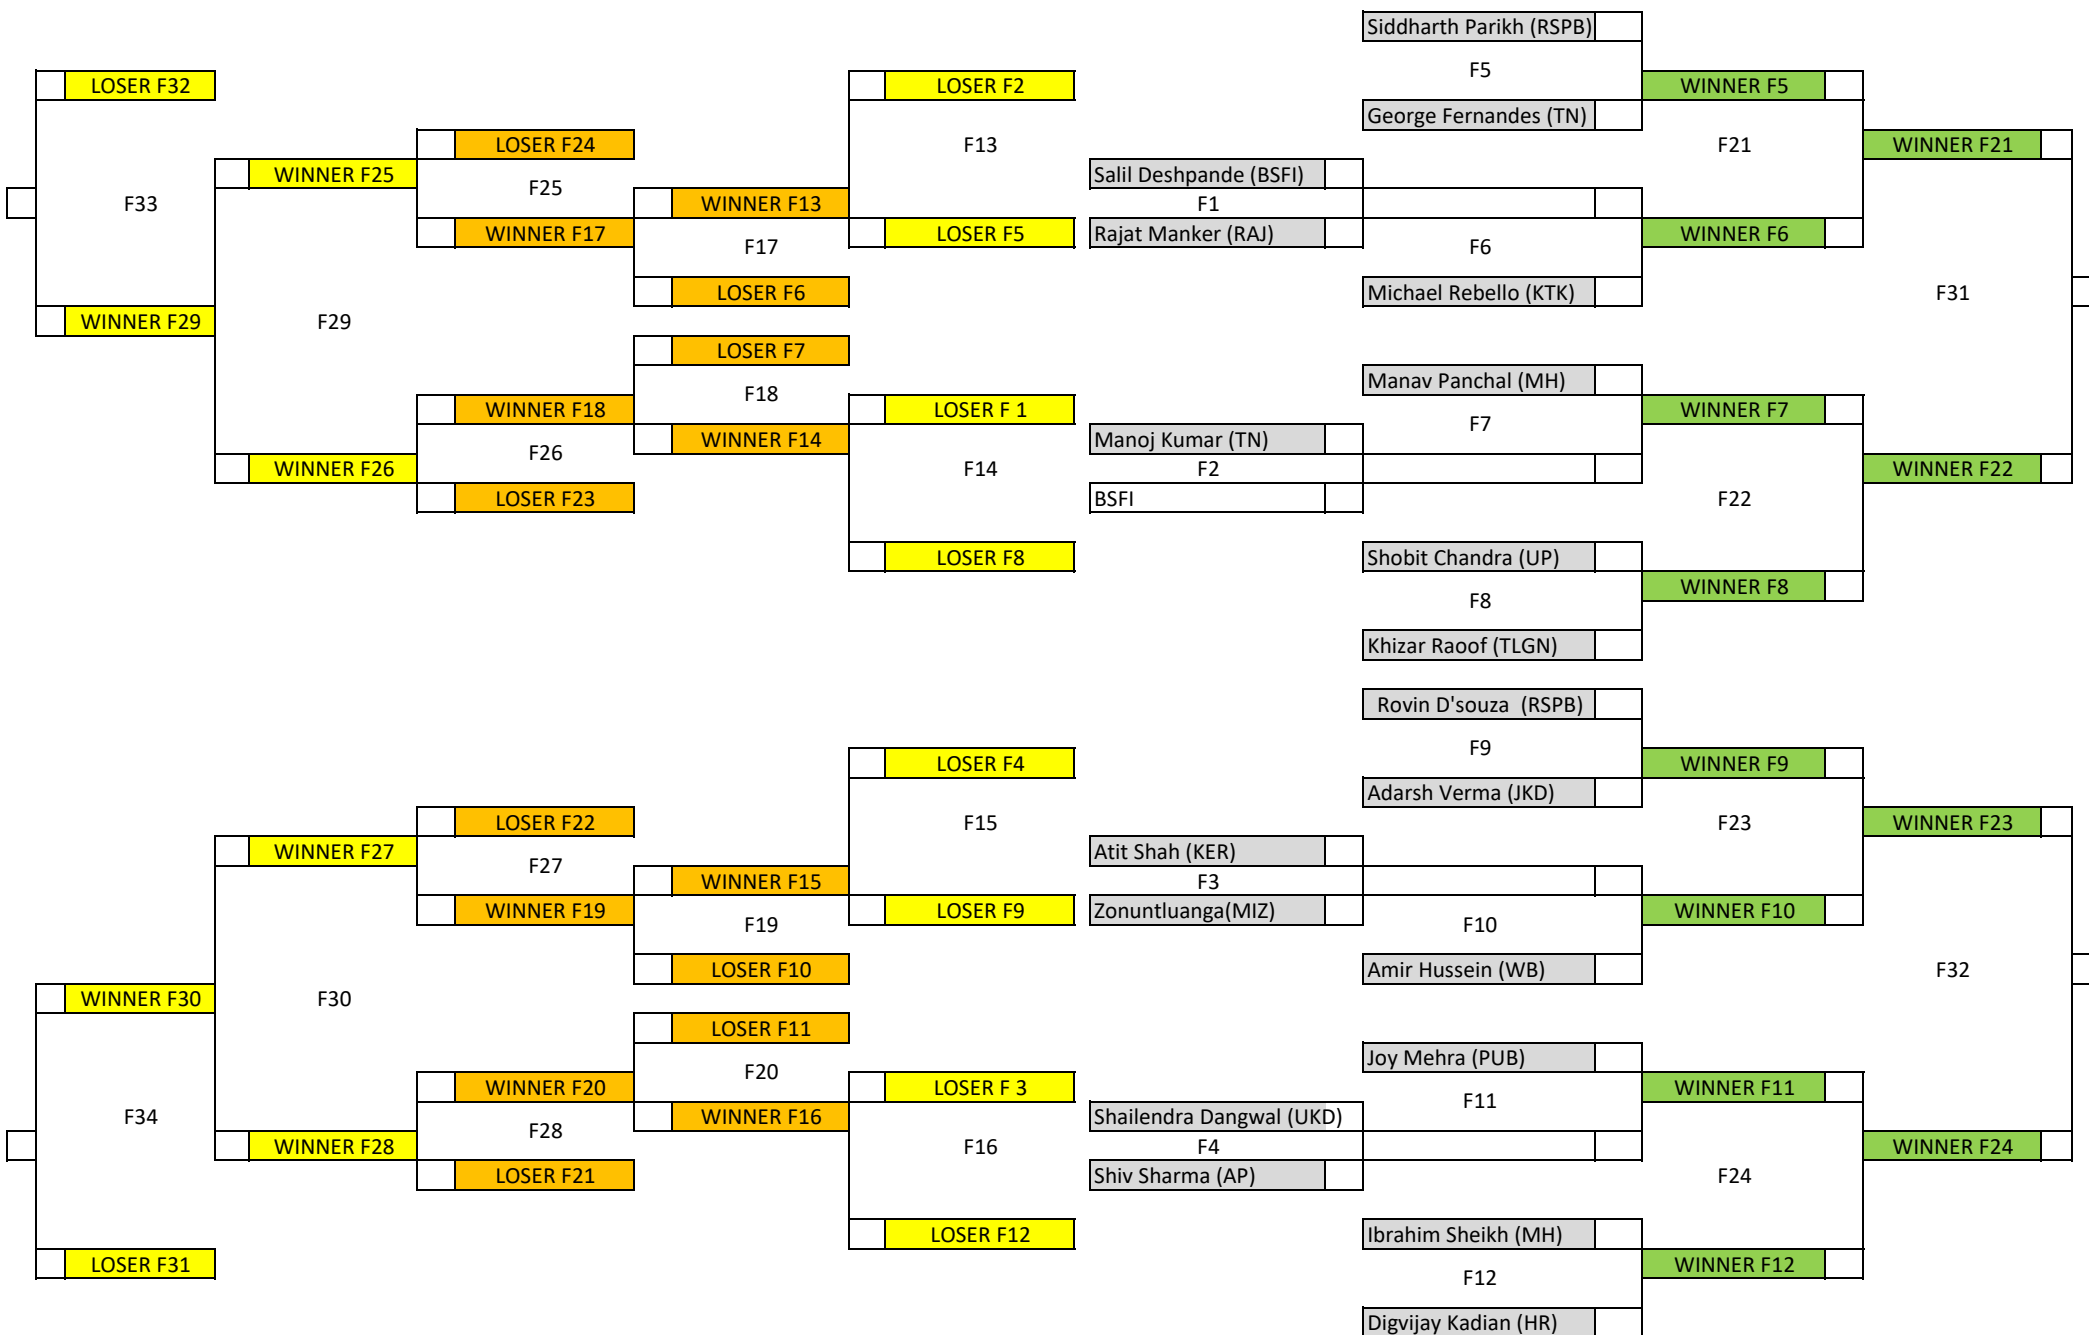 Siddharth Parikh (RSPB)
F5
LOSER F32
LOSER F2
WINNER F5
George Fernandes (TN)
LOSER F24
F13
F21
WINNER F21
WINNER F25
F25
Salil Deshpande (BSFI)
F33
WINNER F13
F1
WINNER F17
F17
LOSER F5
Rajat Manker (RAJ)
F6
WINNER F6
LOSER F6
Michael Rebello (KTK)
F31
WINNER F29
F29
LOSER F7
Manav Panchal (MH)
F18
WINNER F18
LOSER F 1
F7
WINNER F7
WINNER F14
Manoj Kumar (TN)
F26
WINNER F26
F14
F2
WINNER F22
LOSER F23
BSFI
F22
LOSER F8
Shobit Chandra (UP)
WINNER F8
F8
Khizar Raoof (TLGN)
Rovin D'souza (RSPB)
F9
LOSER F4
WINNER F9
Adarsh Verma (JKD)
LOSER F22
F15
F23
WINNER F23
WINNER F27
F27
Atit Shah (KER)
WINNER F15
F3
WINNER F19
F19
LOSER F9
Zonuntluanga(MIZ)
F10
WINNER F10
LOSER F10
Amir Hussein (WB)
F32
WINNER F30
F30
LOSER F11
Joy Mehra (PUB)
F20
WINNER F20
LOSER F 3
F11
WINNER F11
F34
WINNER F16
Shailendra Dangwal (UKD)
F28
WINNER F28
F16
F4
WINNER F24
LOSER F21
Shiv Sharma (AP)
F24
LOSER F12
Ibrahim Sheikh (MH)
LOSER F31
F12
WINNER F12
Digvijay Kadian (HR)